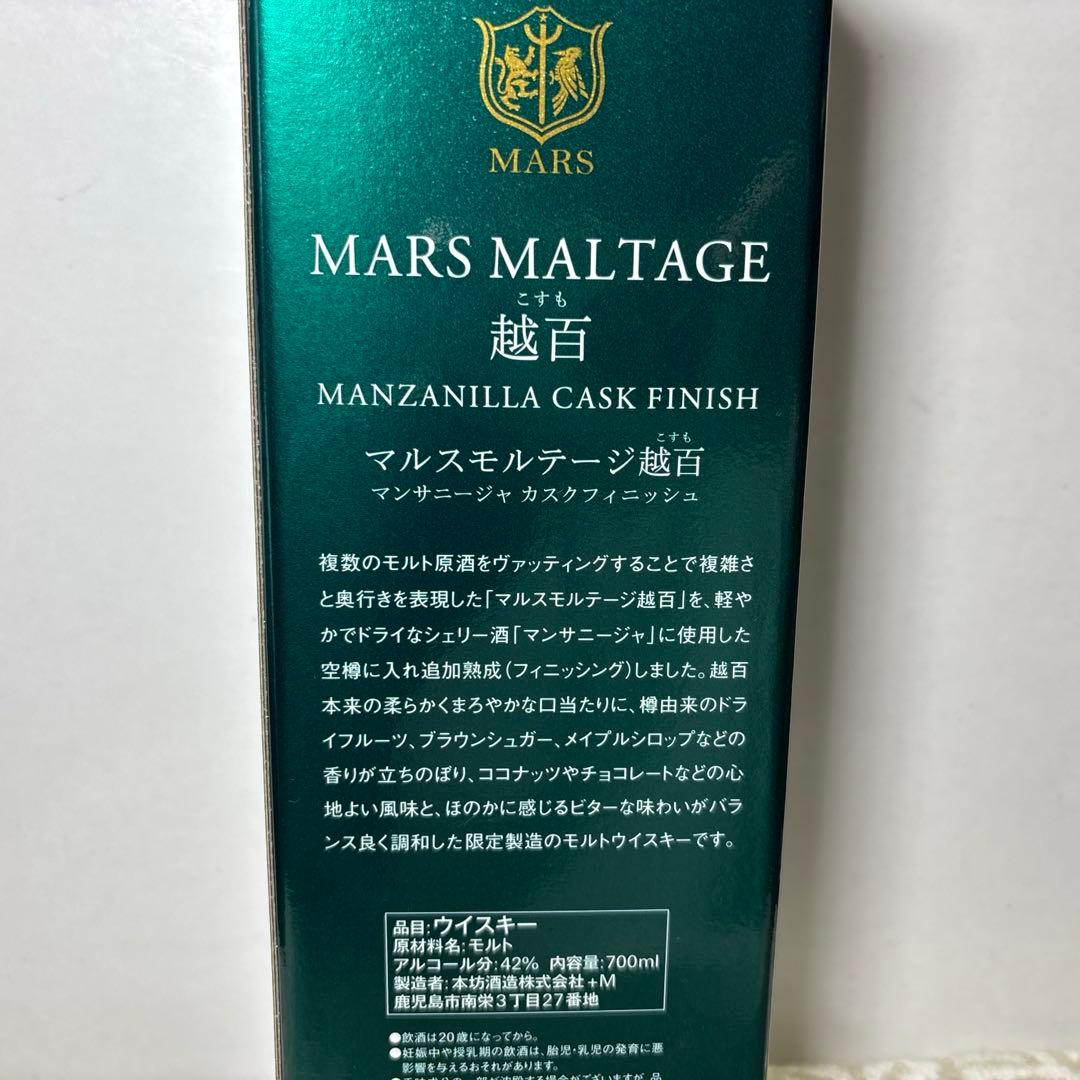 MARS
MARS MALTAGE
こすも
越百
MANZANILLA CASK FINISH
こすも
マルスモルテージ越百
マンサニージャ カスクフィニッシュ
複数のモルト原酒をヴァッティングすることで複雑さ
と奥行きを表現した「マルスモルテージ越百」を、軽や
かでドライなシェリー酒「マンサニージャ」に使用した
空樽に入れ追加熟成(フィニッシング)しました。越百
本来の柔らかくまろやかな口当たりに、樽由来のドラ
イフルーツ、ブラウンシュガー、メイプルシロップなどの
香りが立ちのぼり、ココナッツやチョコレートなどの心
地よい風味と、ほのかに感じるビターな味わいがバラ
ンス良く調和した限定製造のモルトウイスキーです。
品目:ウイスキー
原材料名:モルト
アルコール分:42% 内容量:700ml
製造者:本坊酒造株式会社+M
鹿児島市南栄3丁目27番地
●飲酒は20歳になってから。
●妊娠中や授乳期の飲酒は、胎児・乳児の発育に悪
影響を与えるおそれがあります。